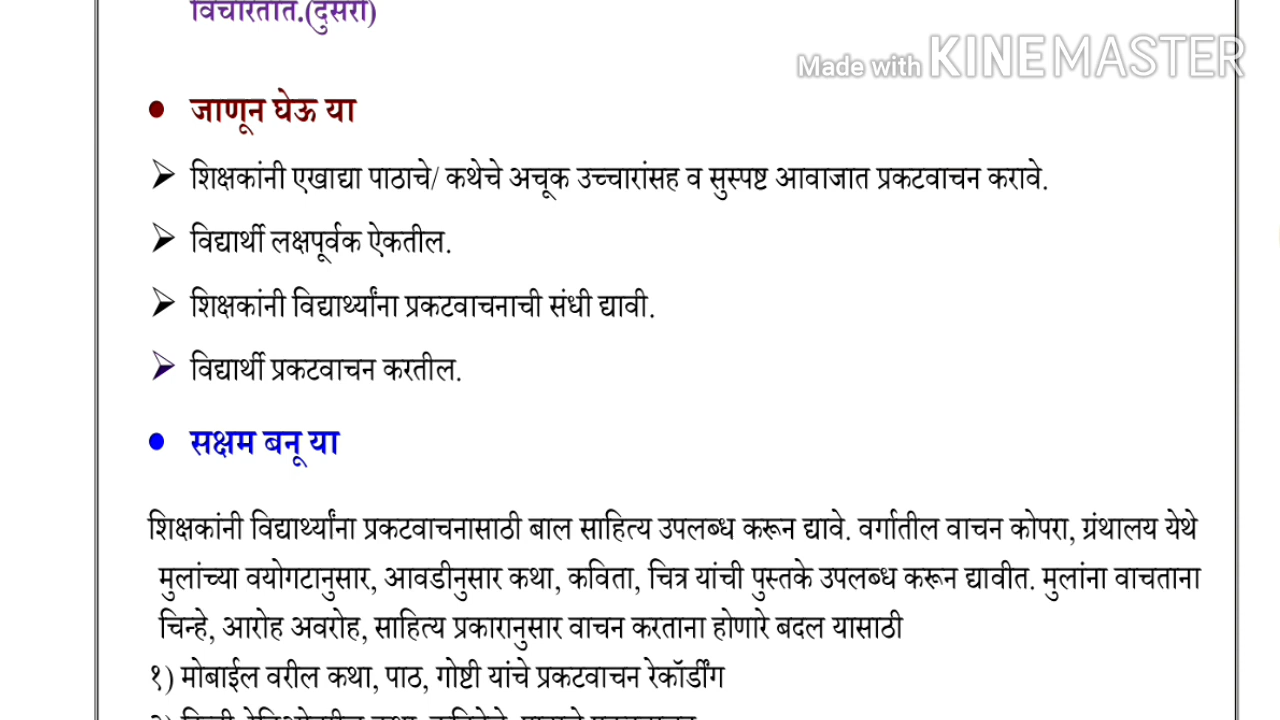 विचारतात.(दुसरी)
Made with KINEMASTER
• जाणून घेऊ या
➢ शिक्षकांनी एखाद्या पाठाचे/ कथेचे अचूक उच्चारांसह व सुस्पष्ट आवाजात प्रकटवाचन करावे.
➢ विद्यार्थी लक्षपूर्वक ऐकतील.
➢ शिक्षकांनी विद्यार्थ्यांना प्रकटवाचनाची संधी द्यावी.
➢ विद्यार्थी प्रकटवाचन करतील.
• सक्षम बनू या
शिक्षकांनी विद्यार्थ्यांना प्रकटवाचनासाठी बाल साहित्य उपलब्ध करून द्यावे. वर्गातील वाचन कोपरा, ग्रंथालय येथे
मुलांच्या वयोगटानुसार, आवडीनुसार कथा, कविता, चित्र यांची पुस्तके उपलब्ध करून द्यावीत. मुलांना वाचताना
चिन्हे, आरोह अवरोह, साहित्य प्रकारानुसार वाचन करताना होणारे बदल यासाठी
१) मोबाईल वरील कथा, पाठ, गोष्टी यांचे प्रकटवाचन रेकॉर्डींग